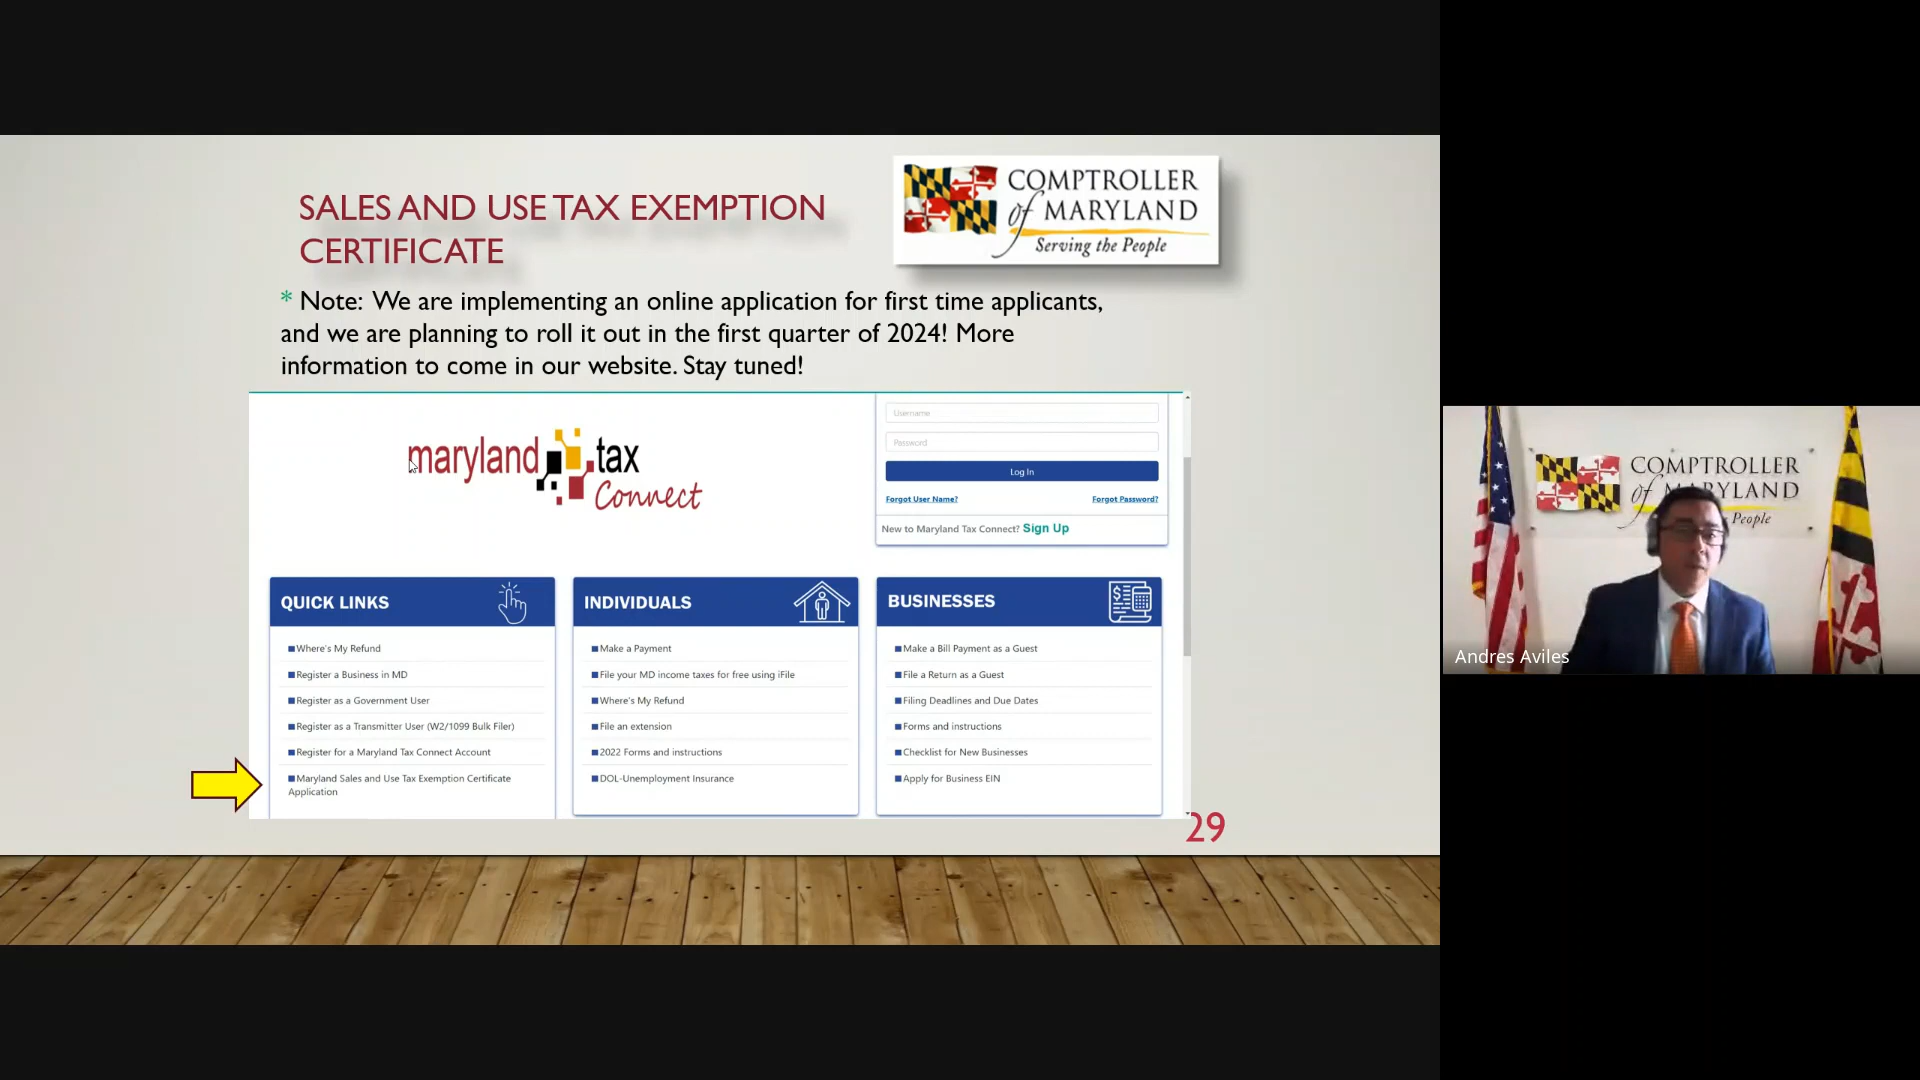 SALES AND USE TAX EXEMPTION
CERTIFICATE
COMPTROLLER
of MARYLAND
Serving the People
* Note: We are implementing an online application for first time applicants,
and we are planning to roll it out in the first quarter of 2024! More
information to come in our website. Stay tuned!
maryland tax
Connect
Username
Password
Log In
Forgot User Name? Forgot Password?
New to Maryland Tax Connect? Sign Up
QUICK LINKS
Where's My Refund
Register a Business in MD
Register as a Government User
Register as a Transmitter User (W2/1099 Bulk Filer)
Register for a Maryland Tax Connect Account
Maryland Sales and Use Tax Exemption Certificate
Application
INDIVIDUALS
Make a Payment
File your MD income taxes for free using iFile
Where's My Refund
File an extension
2022 Forms and instructions
DOL-Unemployment Insurance
BUSINESSES
Make a Bill Payment as a Guest
File a Return as a Guest
Filing Deadlines and Due Dates
Forms and instructions
Checklist for New Businesses
Apply for Business EIN
29
COMPTROLLER
of MARYLAND
People
Andres Aviles